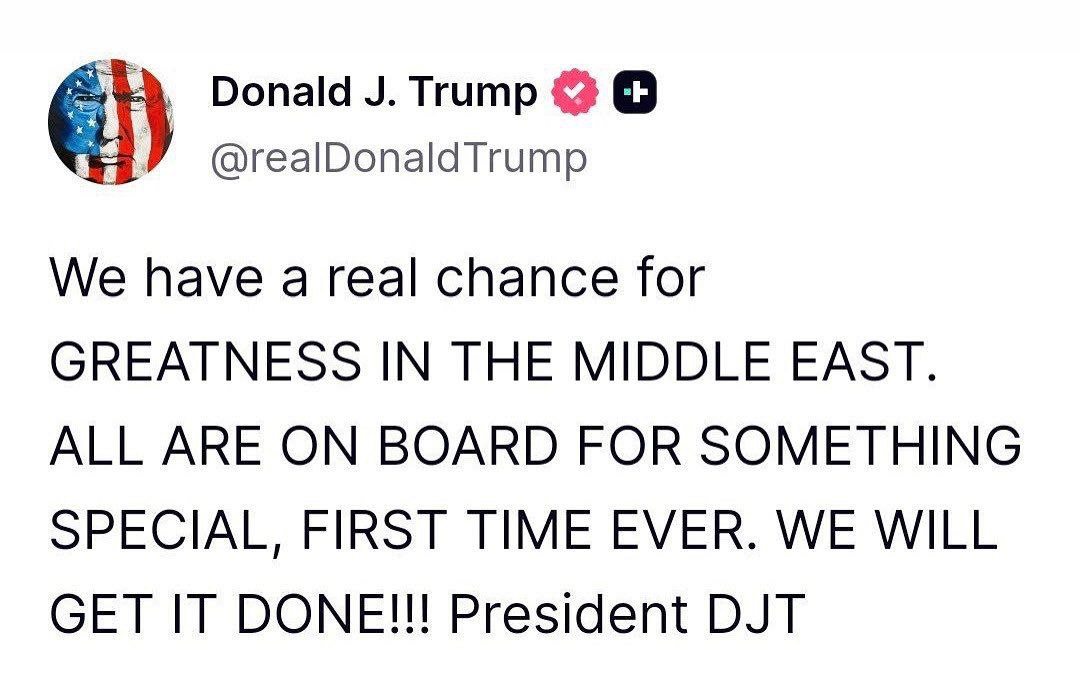 Donald J. Trump
@realDonaldTrump
We have a real chance for
GREATNESS IN THE MIDDLE EAST.
ALL ARE ON BOARD FOR SOMETHING
SPECIAL, FIRST TIME EVER. WE WILL
GET IT DONE!!! President DJT